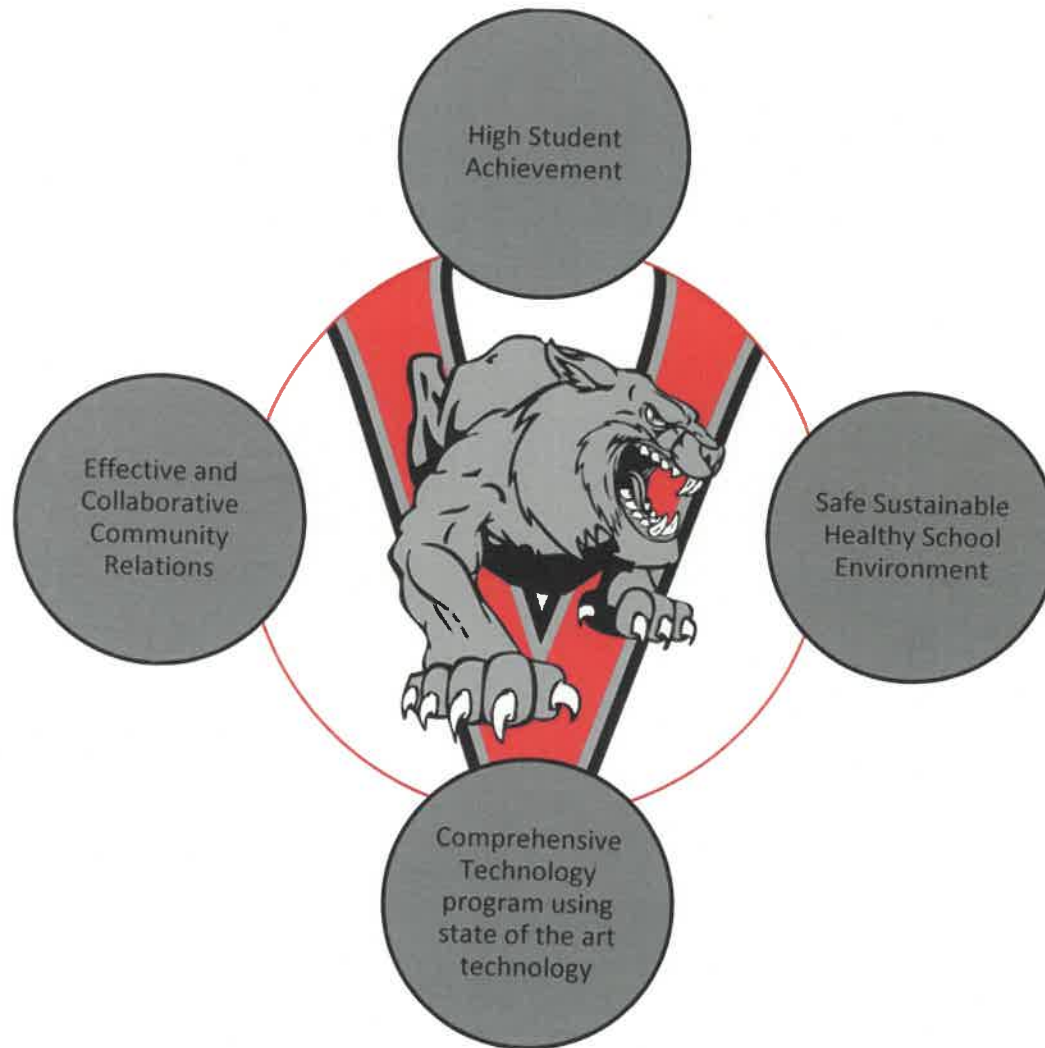 High Student
Achievement
Effective and
Collaborative
Community
Relations
Safe Sustainable
Healthy School
Environment
Comprehensive
Technology
program using
state of the art
technology